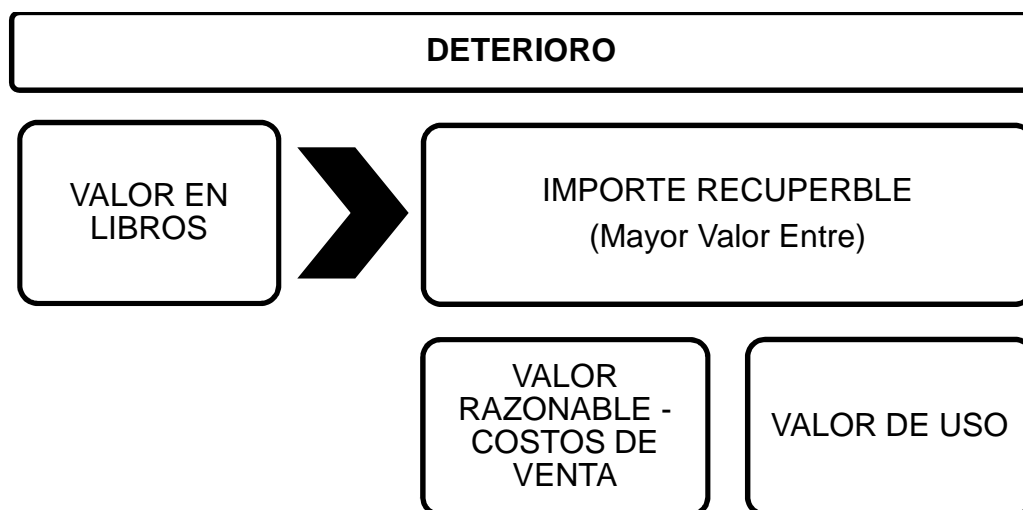 DETERIORO
VALOR EN
LIBROS
IMPORTE RECUPERBLE
(Mayor Valor Entre)
VALOR
RAZONABLE -
COSTOS DE
VENTA
VALOR DE USO